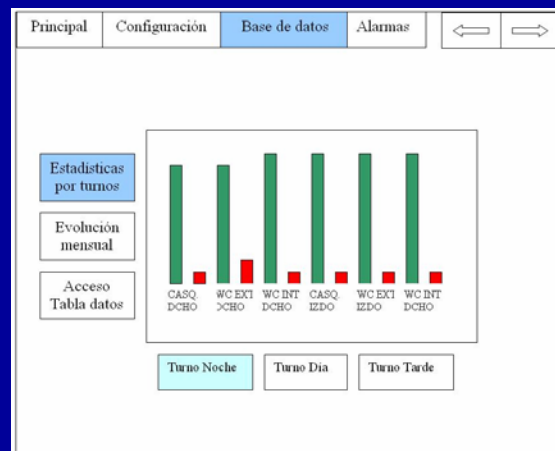 Principal Configuración Base de datos Alarmas
Estadísticas
por turnos
Evolución
mensual
Acceso
Tabla datos
CASQ. WC EXT WC INT CASQ. WC EXT WC INT
DCHO DCHO DCHO IZDO IZDO DCHO
Turno Noche Turno Día Turno Tarde